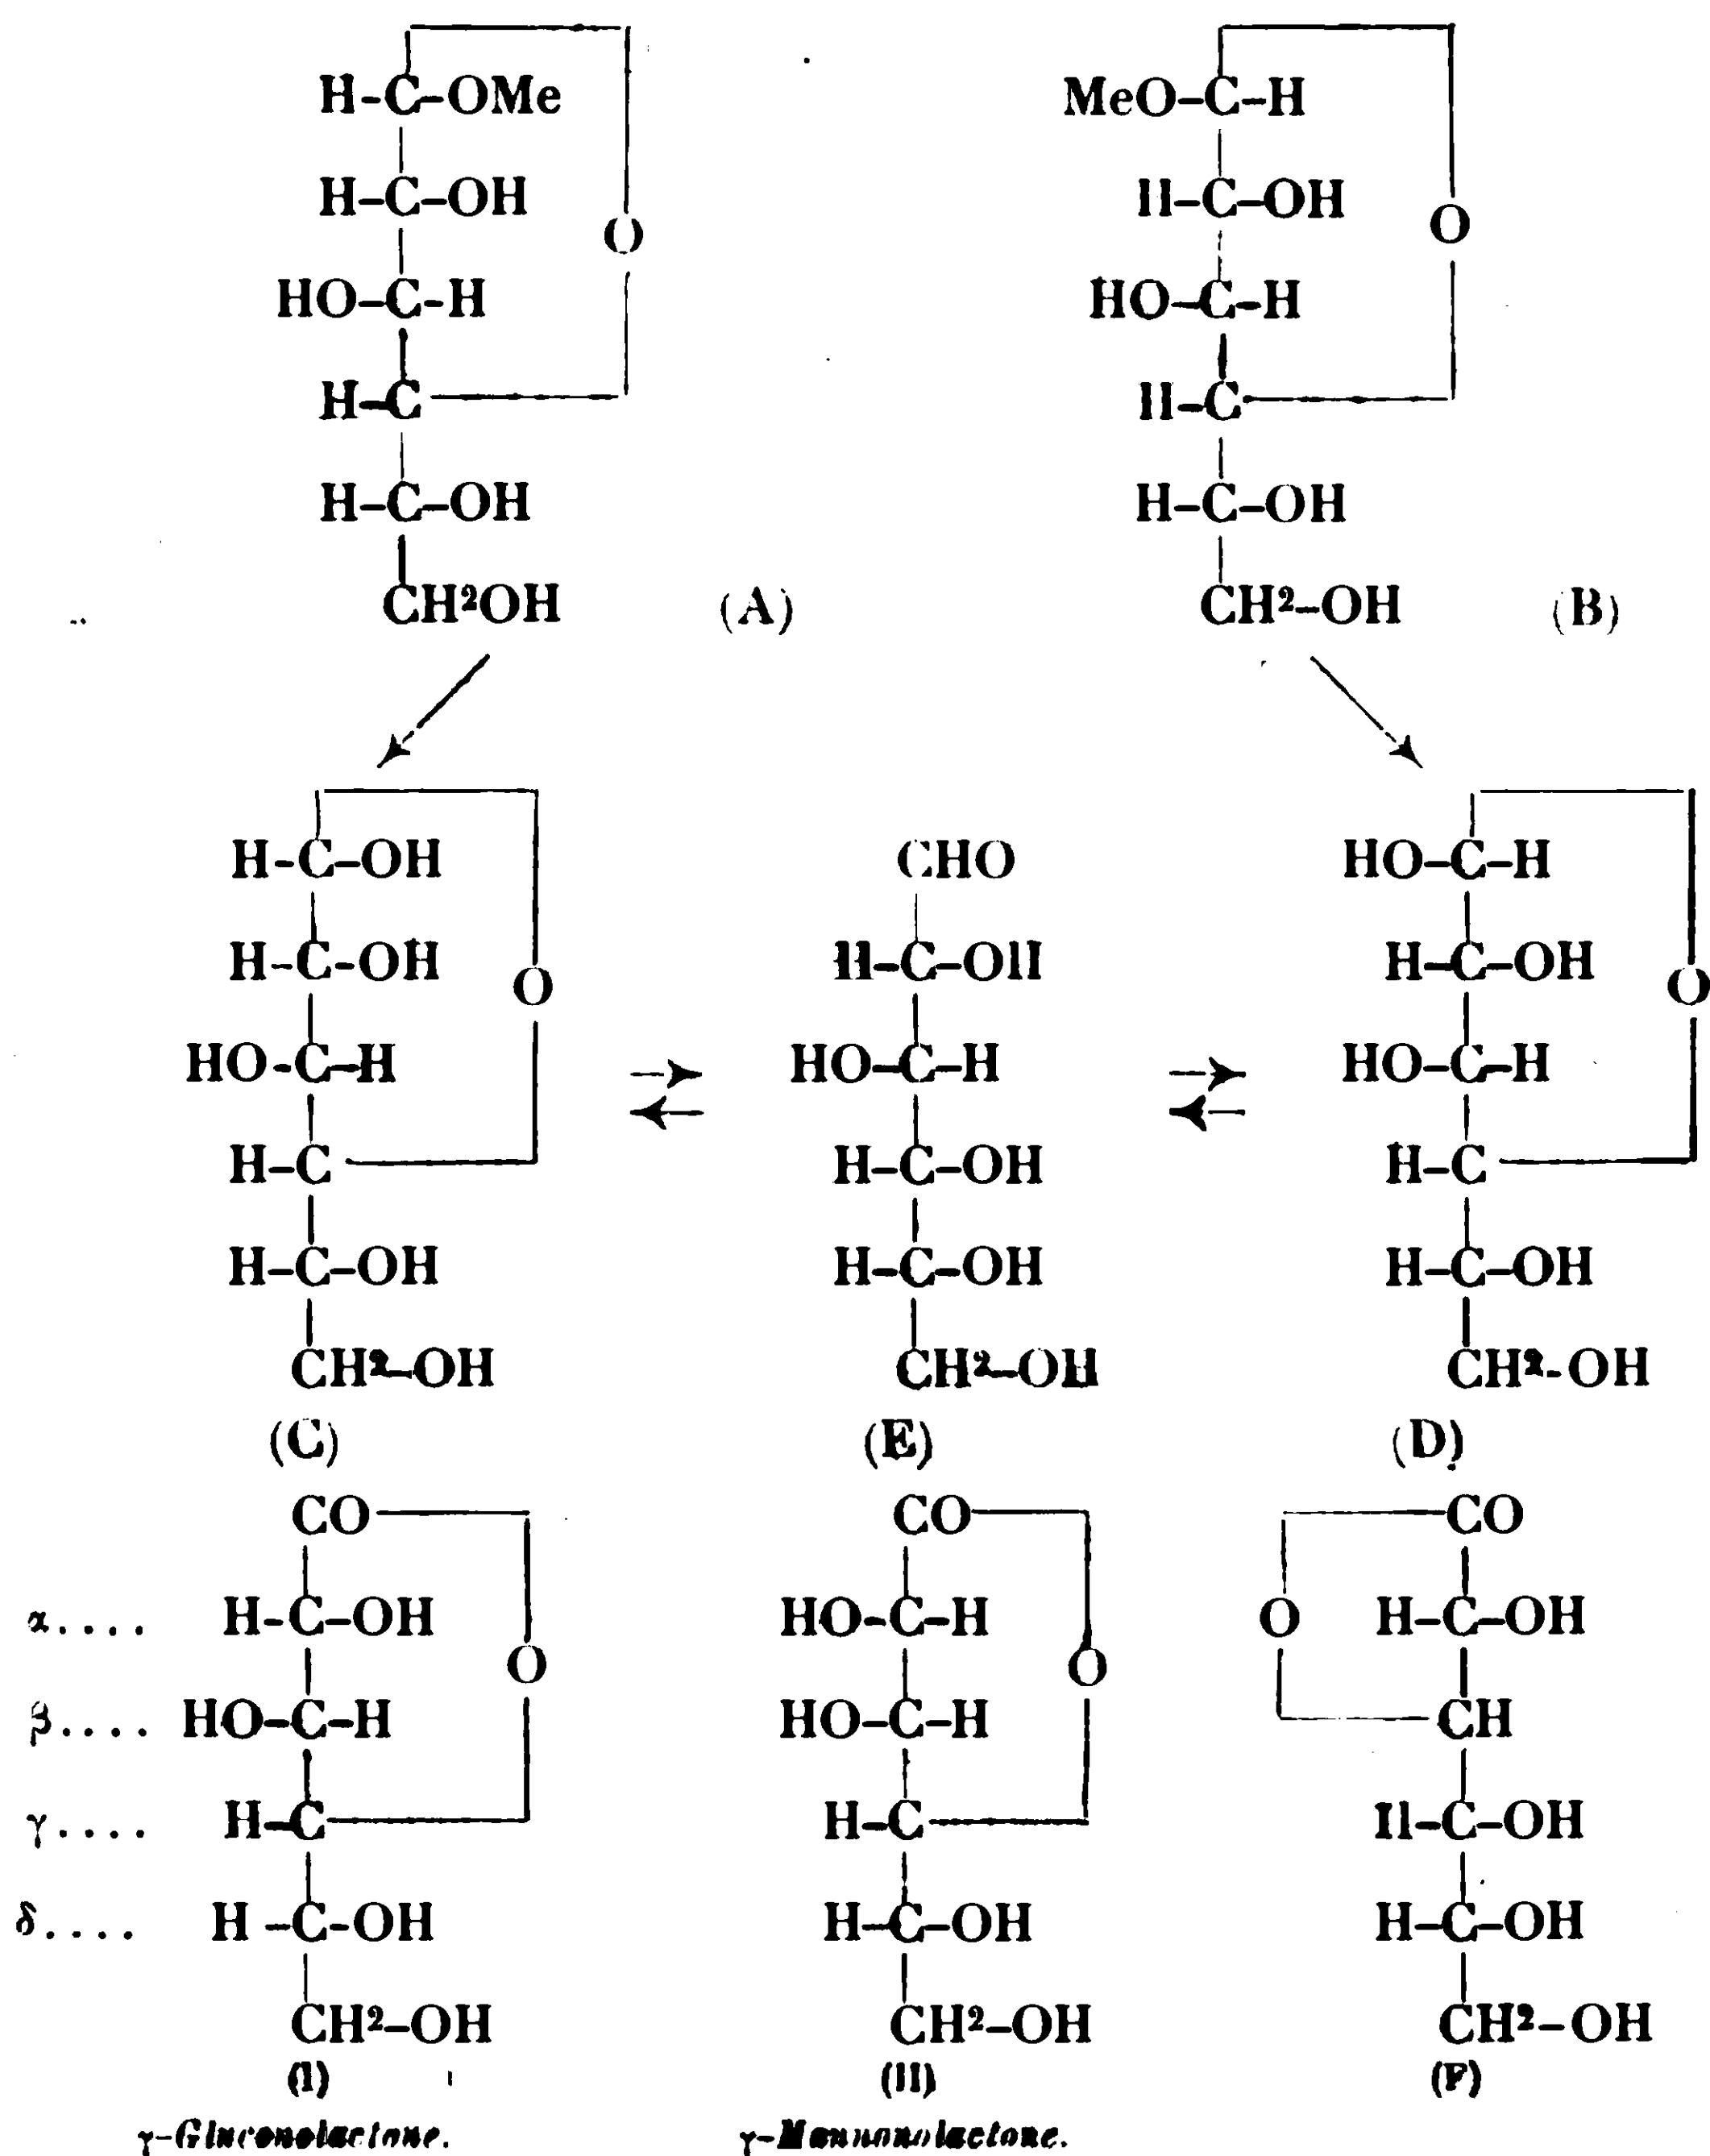 H-C-OMe MeO-C-H
H-C-OH H-C-OH
O O
HO-C-H HO-C-H
H-C H-C
H-C-OH H-C-OH
CH²OH (A) CH²-OH (B)
H-C-OH CHO HO-C-H
H-C-OH H-C-OH H-C-OH
O O
HO-C-H HO-C-H HO-C-H
H-C H-C-OH H-C
H-C-OH H-C-OH H-C-OH
CH²-OH CH²-OH CH²-OH
(C) (E) (D)
CO CO CO
α.... H-C-OH HO-C-H O H-C-OH
O O
β.... HO-C-H HO-C-H CH
γ.... H-C H-C H-C-OH
δ.... H-C-OH H-C-OH H-C-OH
CH²-OH CH²-OH CH²-OH
(I) (II) (F)
γ-Gluconolactone. γ-Mannonolactone.